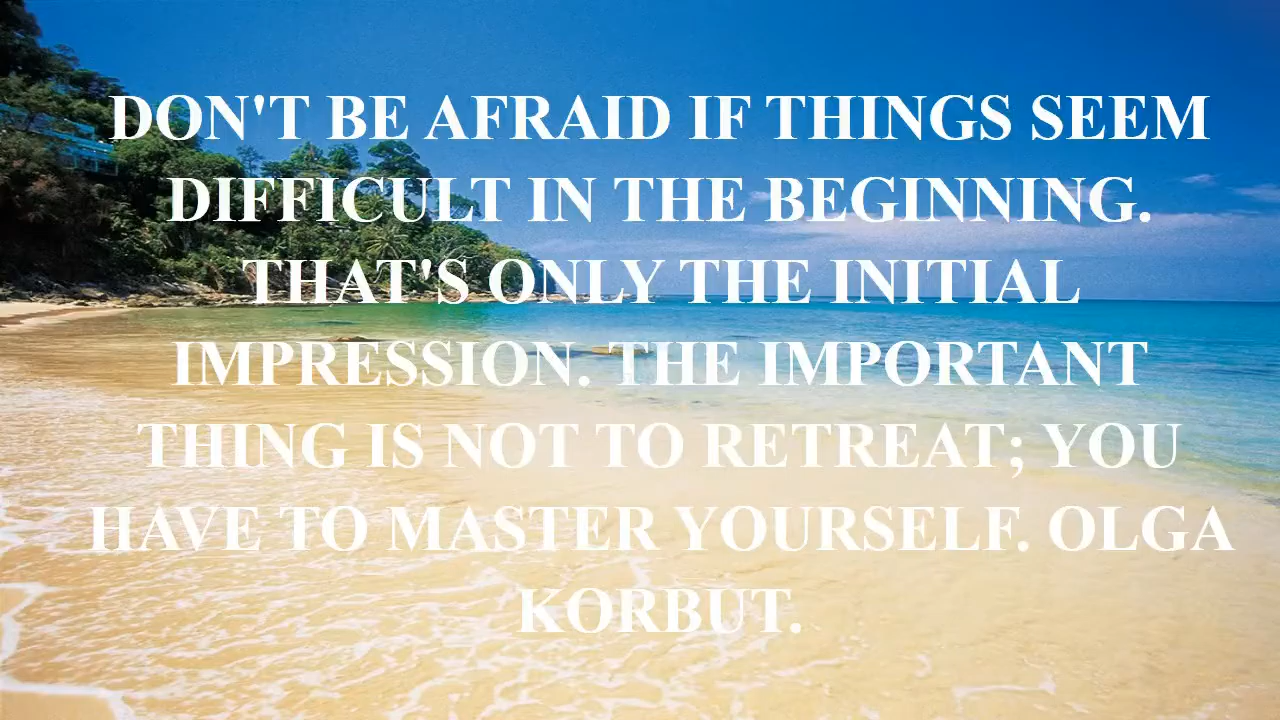 DON'T BE AFRAID IF THINGS SEEM
DIFFICULT IN THE BEGINNING.
THAT'S ONLY THE INITIAL
IMPRESSION. THE IMPORTANT
THING IS NOT TO RETREAT; YOU
HAVE TO MASTER YOURSELF. OLGA
KORBUT.